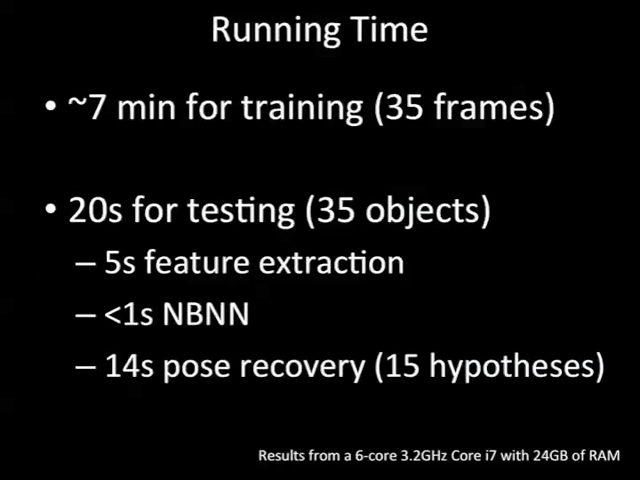 Running Time
• ~7 min for training (35 frames)
• 20s for testing (35 objects)
– 5s feature extraction
– <1s NBNN
– 14s pose recovery (15 hypotheses)
Results from a 6-core 3.2GHz Core i7 with 24GB of RAM